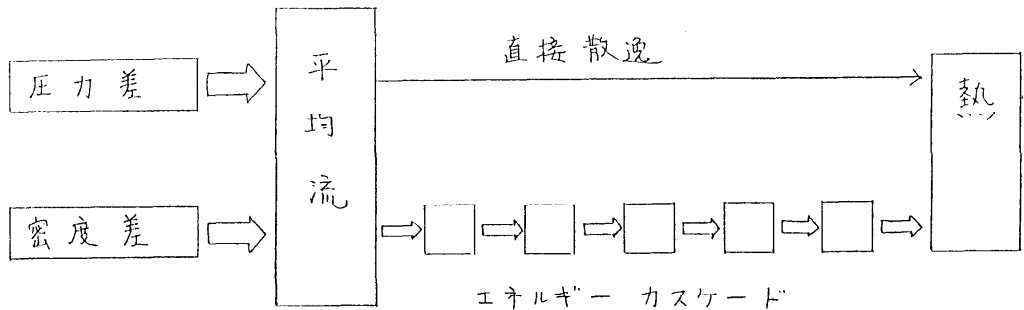 圧力差
密度差
平均流
直接散逸
熱
エネルギー カスケード